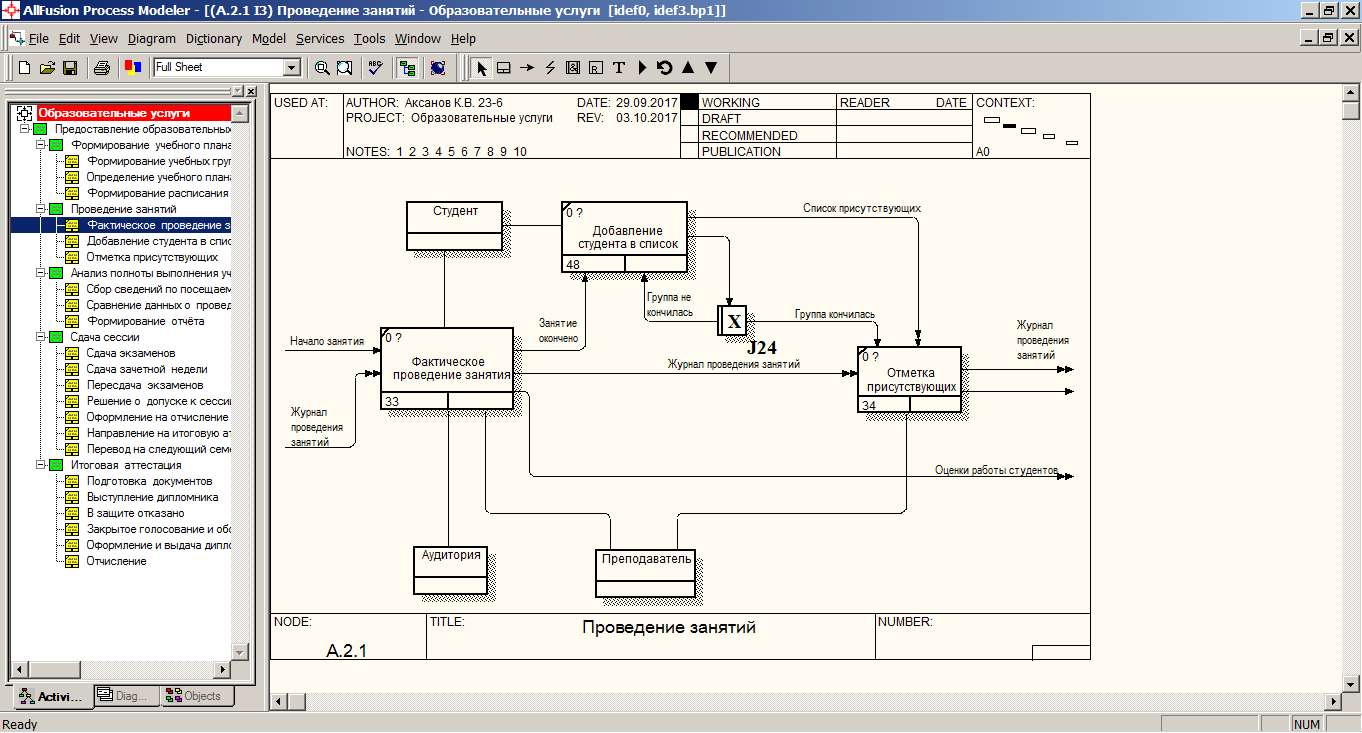 AllFusion Process Modeler - [(A.2.1 I3) Проведение занятий - Образовательные услуги [idef0, idef3.bp1]]
File Edit View Diagram Dictionary Model Services Tools Window Help
Full Sheet
ABC
R
T
Образовательные услуги
Предоставление образовательных
Формирование учебного плана
Формирование учебных груп
Определение учебного плана
Формирование расписания
Проведение занятий
Фактическое проведение з
Добавление студента в спис
Отметка присутствующих
Анализ полноты выполнения уч
Сбор сведений по посещаем
Сравнение данных о провед
Формирование отчёта
Сдача сессии
Сдача экзаменов
Сдача зачетной недели
Пересдача экзаменов
Решение о допуске к сесси
Оформление на отчисление
Направление на итоговую ат
Перевод на следующий семе
Итоговая аттестация
Подготовка документов
Выступление дипломника
В защите отказано
Закрытое голосование и обс
Оформление и выдача дипло
Отчисление
Activi...
Diag...
Objects
USED AT:
AUTHOR: Аксанов К.В. 23-6
DATE: 29.09.2017
PROJECT: Образовательные услуги
REV: 03.10.2017
NOTES: 1 2 3 4 5 6 7 8 9 10
WORKING
DRAFT
RECOMMENDED
PUBLICATION
READER
DATE
CONTEXT:
A0
Студент
0 ?
Добавление
студента в список
48
Список присутствующих
Группа не
кончилась
X
J24
Группа кончилась
Занятие
окончено
Начало занятия
0 ?
Фактическое
проведение занятия
33
Журнал проведения занятий
0 ?
Отметка
присутствующих
34
Журнал
проведения
занятий
Журнал
проведения
занятий
Оценки работы студентов
Аудитория
Преподаватель
NODE:
A.2.1
TITLE:
Проведение занятий
NUMBER:
Ready
NUM